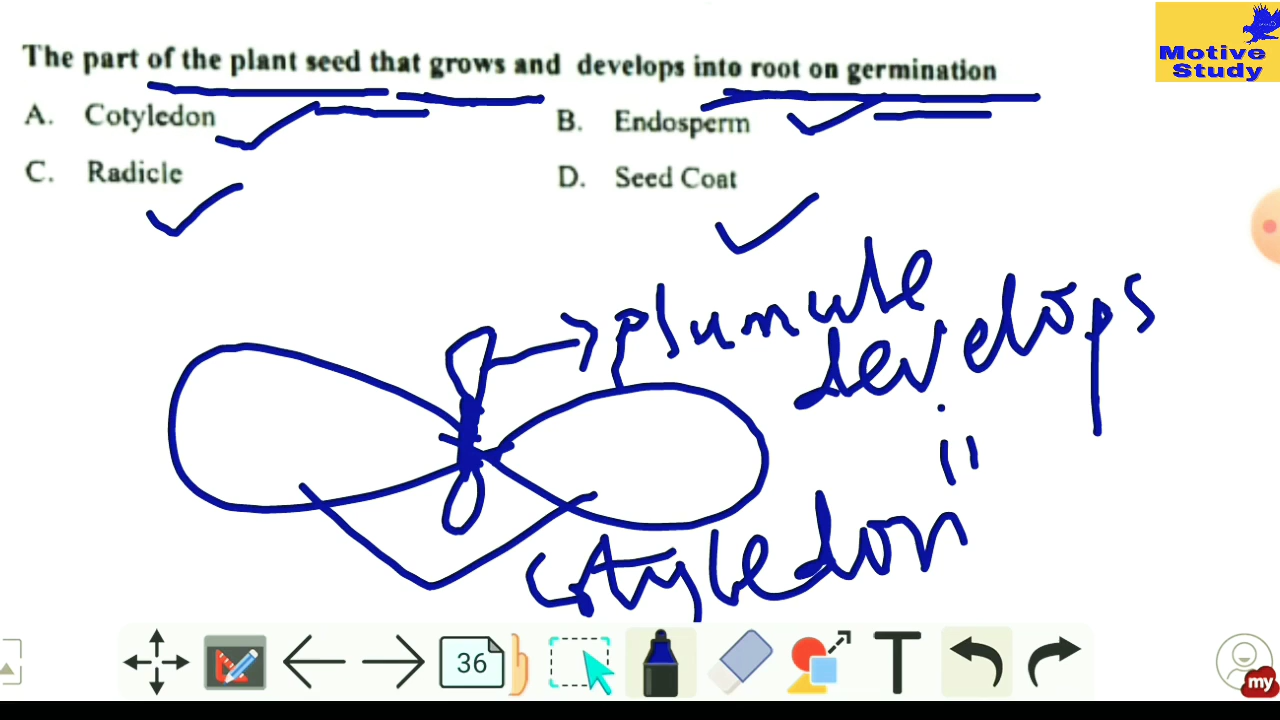 Motive
Study
The part of the plant seed that grows and develops into root on germination
A. Cotyledon
B. Endosperm
C. Radicle
D. Seed Coat
plumule
develops
cotyledon
36
T
my